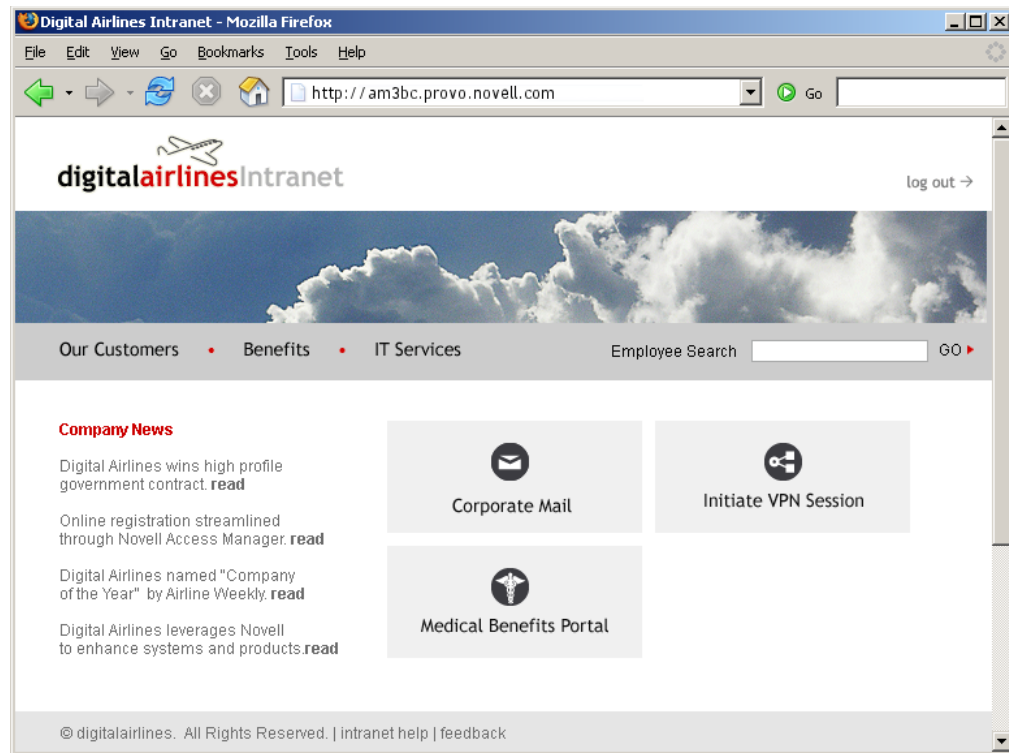 Digital Airlines Intranet - Mozilla Firefox
File Edit View Go Bookmarks Tools Help
http://am3bc.provo.novell.com Go
digitalairlinesIntranet
log out →
Our Customers • Benefits • IT Services Employee Search GO
Company News
Digital Airlines wins high profile
government contract. read
Online registration streamlined
through Novell Access Manager. read
Digital Airlines named "Company
of the Year" by Airline Weekly. read
Digital Airlines leverages Novell
to enhance systems and products.read
Corporate Mail
Initiate VPN Session
Medical Benefits Portal
© digitalairlines. All Rights Reserved. | intranet help | feedback